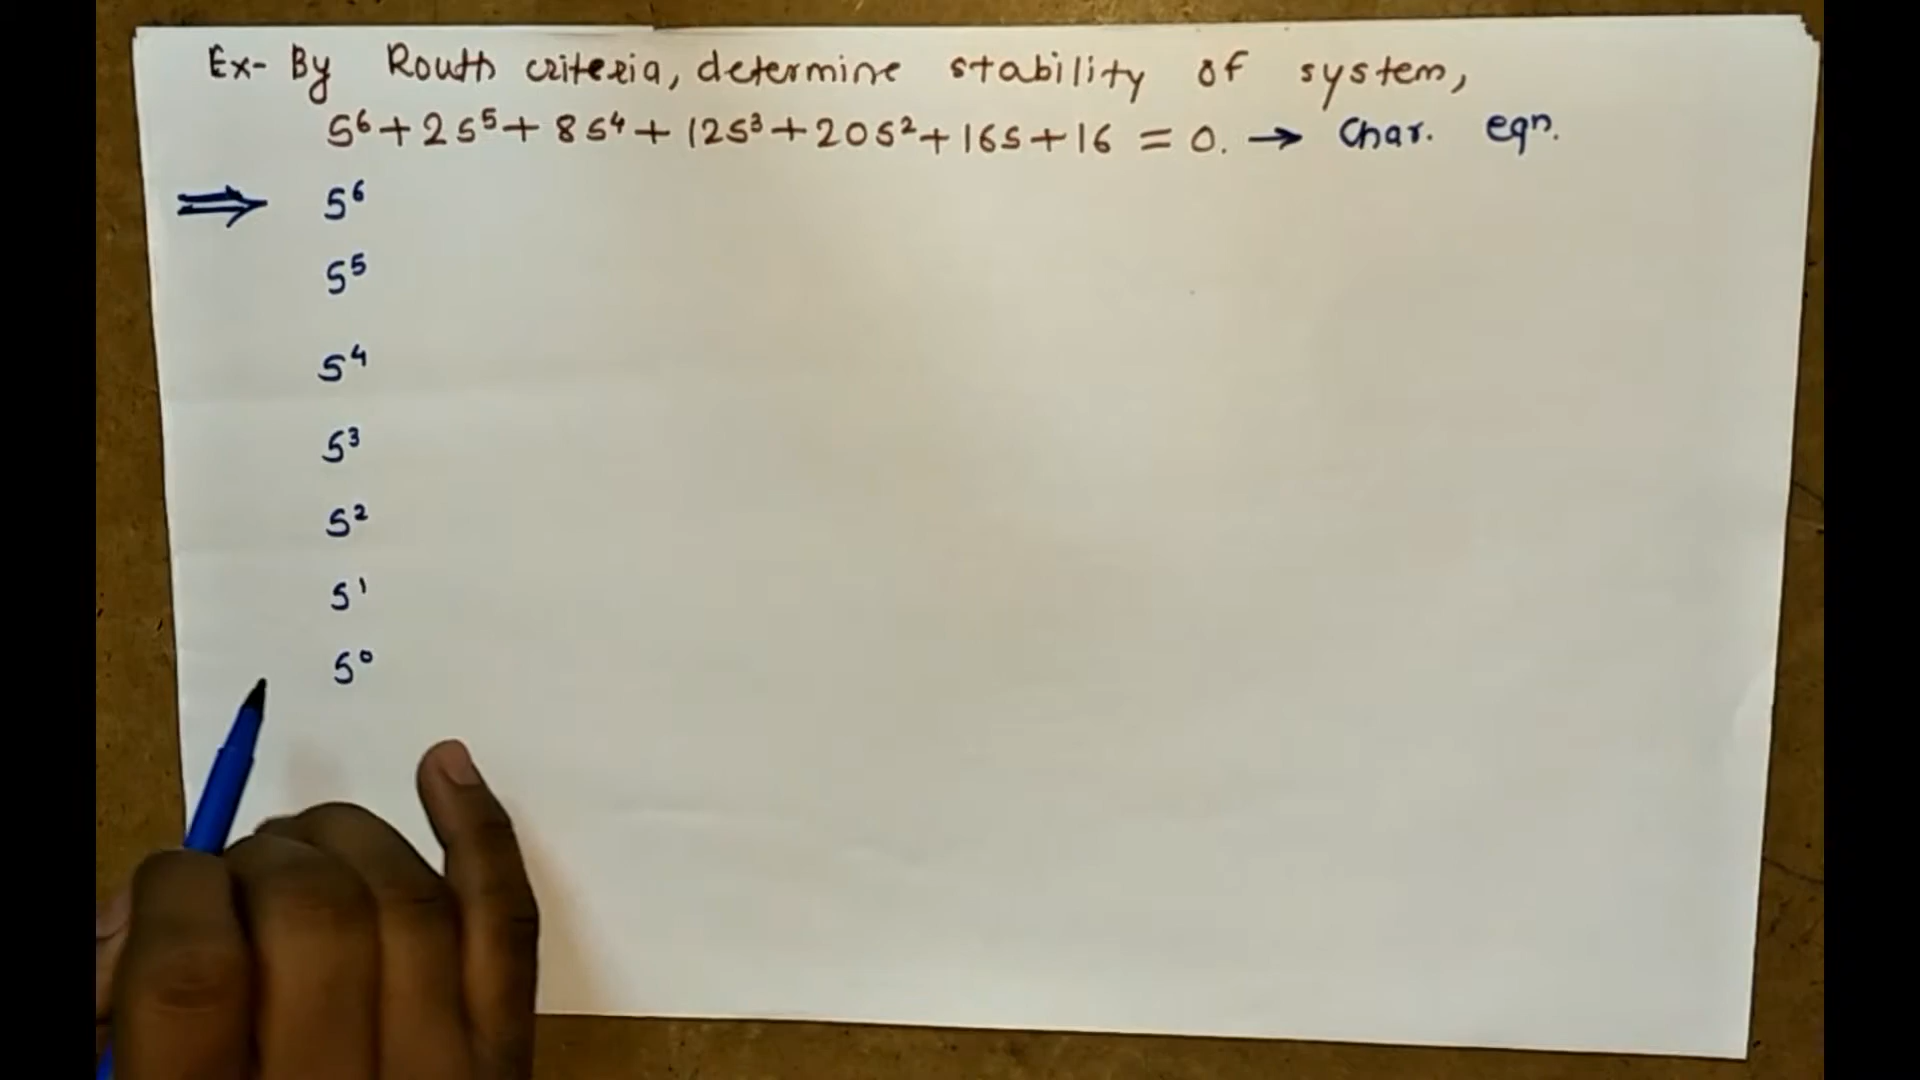 Ex- By Routh criteria, determine stability of system,
S⁶ + 2S⁵ + 8S⁴ + 12S³ + 20S² + 16S + 16 = 0. → Char. eqn.
⇒ S⁶
S⁵
S⁴
S³
S²
S¹
S⁰